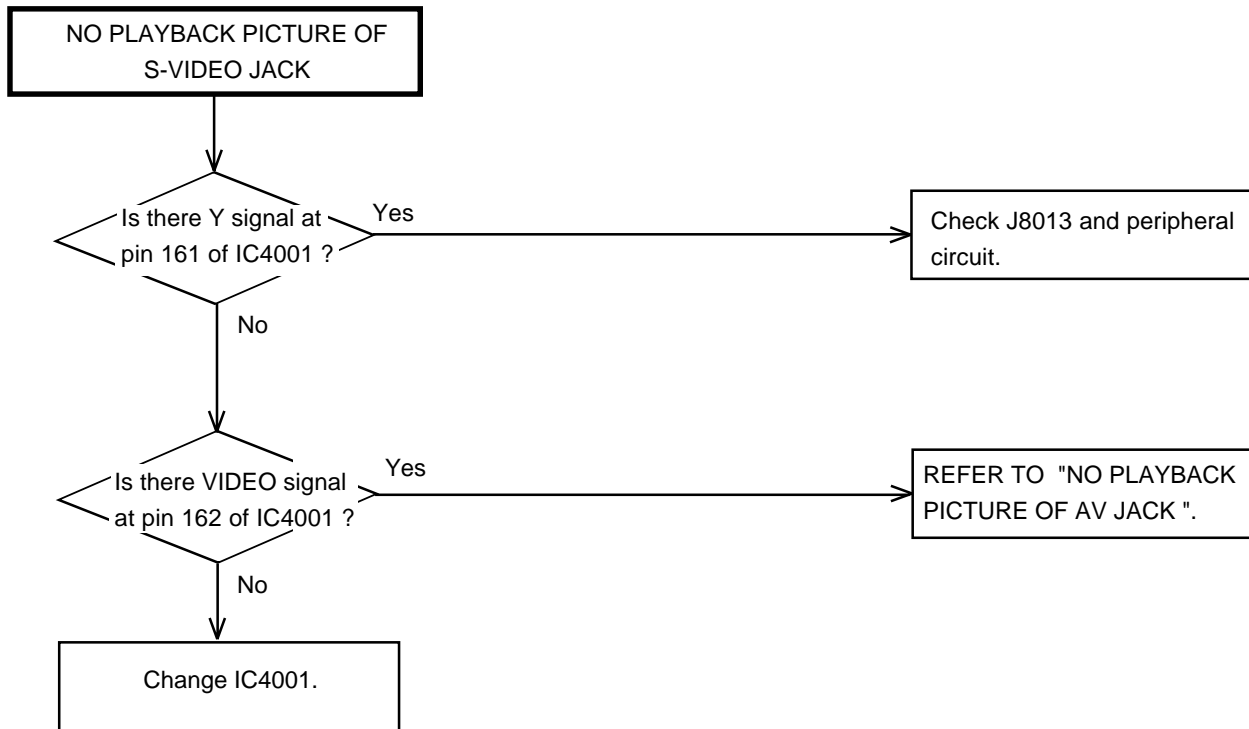 NO PLAYBACK PICTURE OF
S-VIDEO JACK
Is there Y signal at
pin 161 of IC4001 ?
Yes
Check J8013 and peripheral
circuit.
No
Is there VIDEO signal
at pin 162 of IC4001 ?
Yes
REFER TO "NO PLAYBACK
PICTURE OF AV JACK ".
No
Change IC4001.